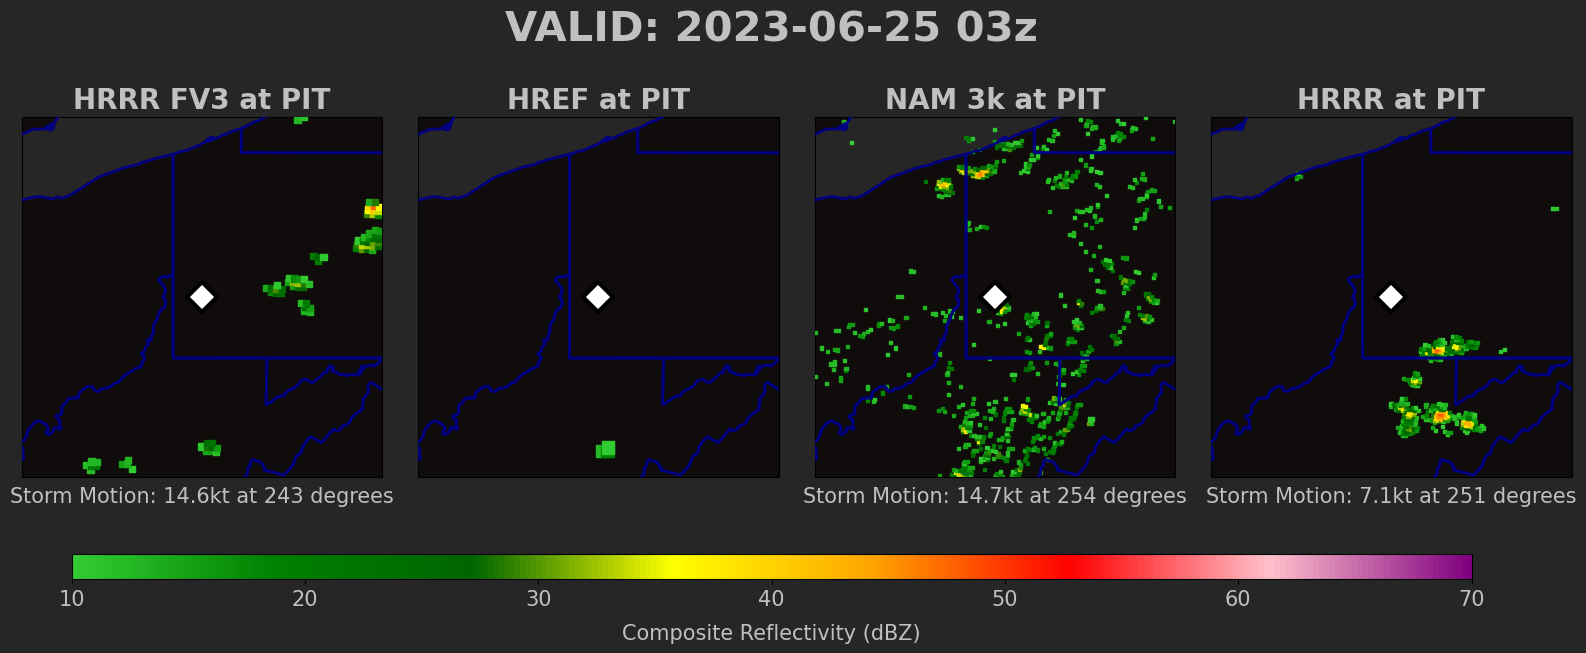 VALID: 2023-06-25 03z
HRRR FV3 at PIT
HREF at PIT
NAM 3k at PIT
HRRR at PIT
Storm Motion: 14.6kt at 243 degrees
Storm Motion: 14.7kt at 254 degrees
Storm Motion: 7.1kt at 251 degrees
10 20 30 40 50 60 70
Composite Reflectivity (dBZ)